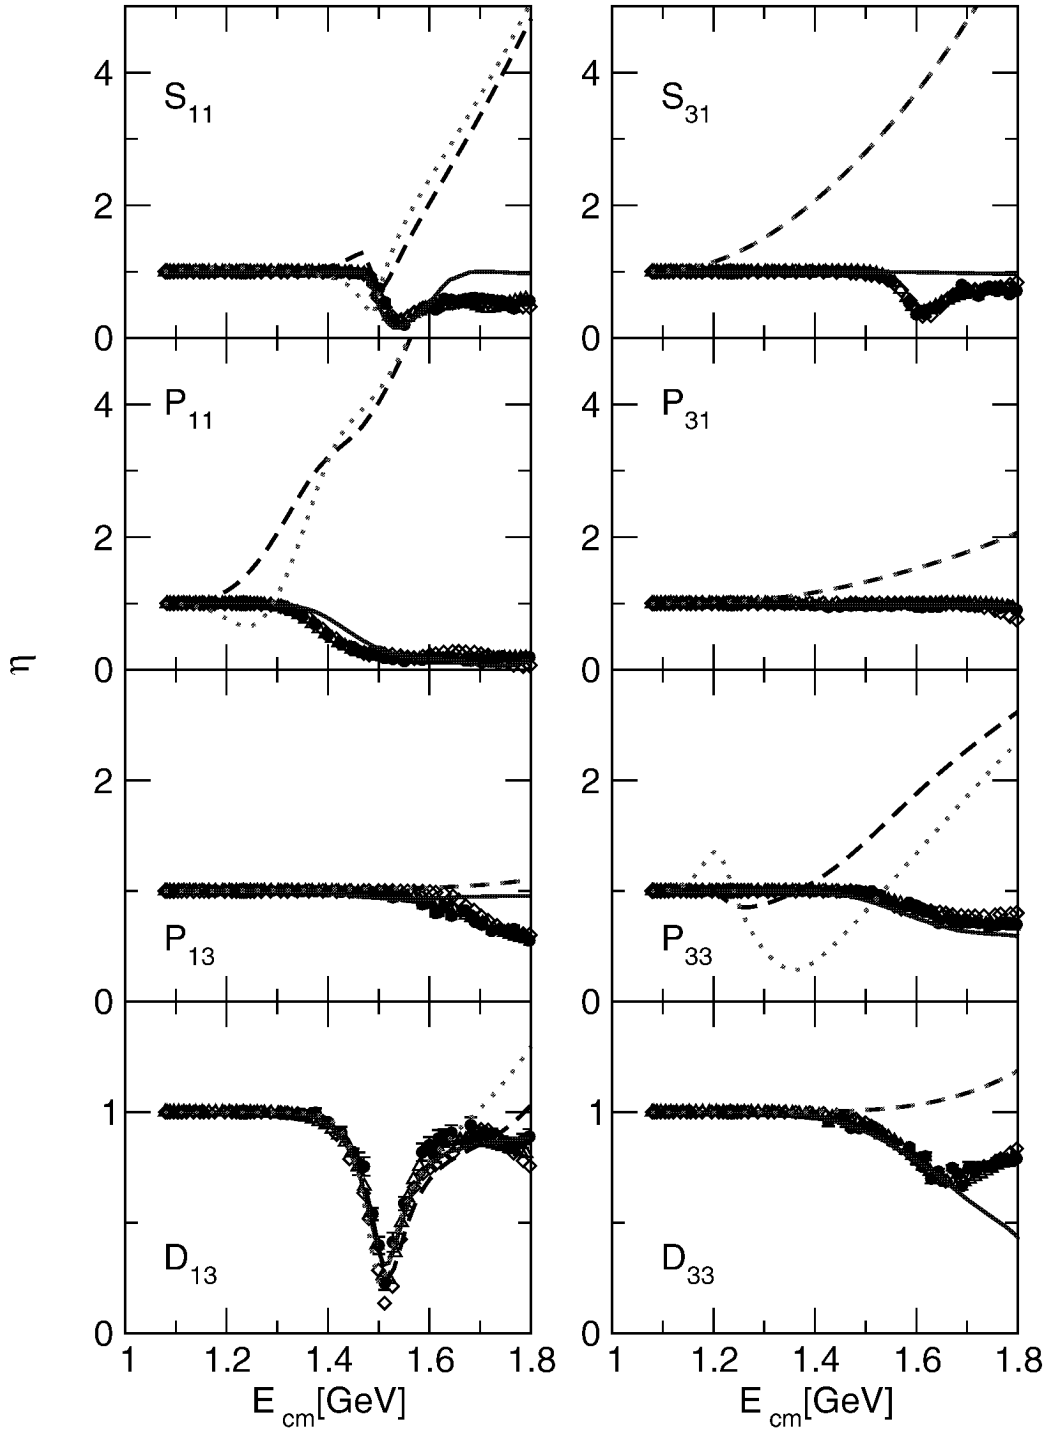 4 S₁₁ 4 S₃₁
2 2
0 0
4 P₁₁ 4 P₃₁
2 2
0 0
η
2 2
P₁₃ P₃₃
0 0
1 1
D₁₃ D₃₃
0 0
1 1.2 1.4 1.6 1.8 1 1.2 1.4 1.6 1.8
E_cm[GeV] E_cm[GeV]